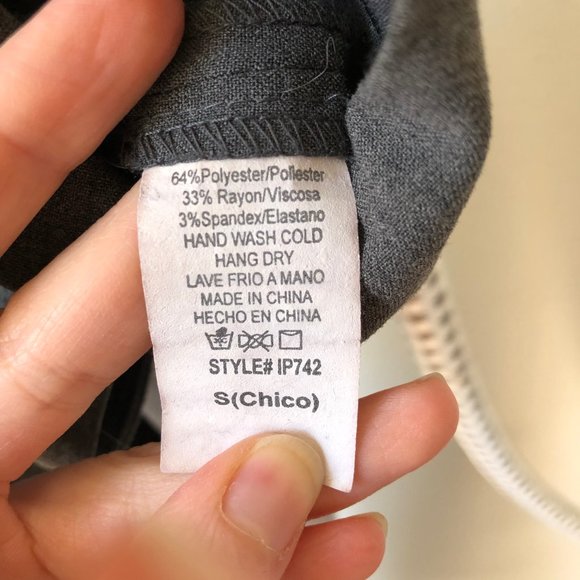 64%Polyester/Poliester
33% Rayon/Viscosa
3%Spandex/Elastano
HAND WASH COLD
HANG DRY
LAVE FRIO A MANO
MADE IN CHINA
HECHO EN CHINA
STYLE# IP742
S(Chico)